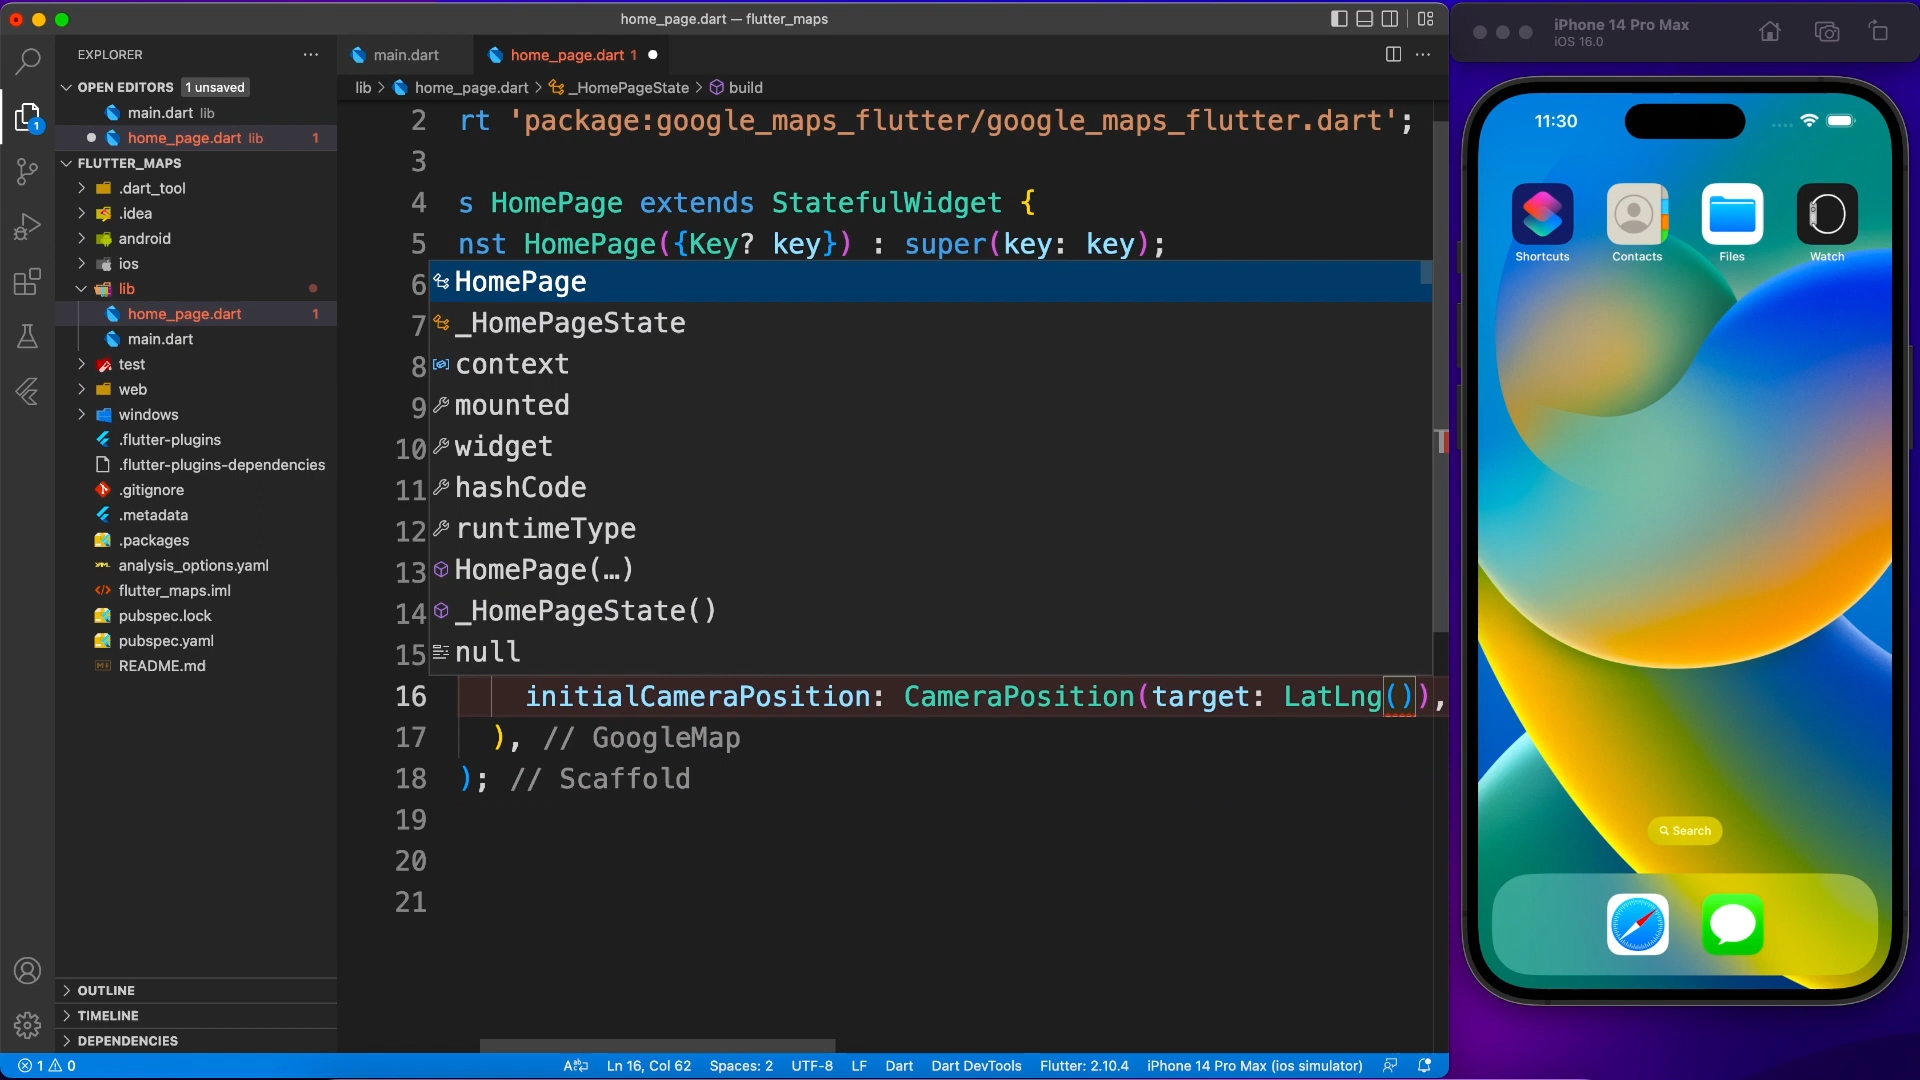 home_page.dart — flutter_maps
EXPLORER
OPEN EDITORS 1 unsaved
main.dart lib
home_page.dart lib 1
FLUTTER_MAPS
.dart_tool
.idea
android
ios
lib
home_page.dart 1
main.dart
test
web
windows
.flutter-plugins
.flutter-plugins-dependencies
.gitignore
.metadata
.packages
analysis_options.yaml
flutter_maps.iml
pubspec.lock
pubspec.yaml
README.md
OUTLINE
TIMELINE
DEPENDENCIES
1
main.dart
home_page.dart 1
lib > home_page.dart > _HomePageState > build
2 rt 'package:google_maps_flutter/google_maps_flutter.dart';
3
4 s HomePage extends StatefulWidget {
5 nst HomePage({Key? key}) : super(key: key);
6 HomePage
7 _HomePageState
8 context
9 mounted
10 widget
11 hashCode
12 runtimeType
13 HomePage(…)
14 _HomePageState()
15 null
16 initialCameraPosition: CameraPosition(target: LatLng()),
17 ), // GoogleMap
18 ); // Scaffold
19
20
21
1 0
Ln 16, Col 62
Spaces: 2
UTF-8
LF
Dart
Dart DevTools
Flutter: 2.10.4
iPhone 14 Pro Max (ios simulator)
iPhone 14 Pro Max
iOS 16.0
11:30
Shortcuts
Contacts
Files
Watch
Search